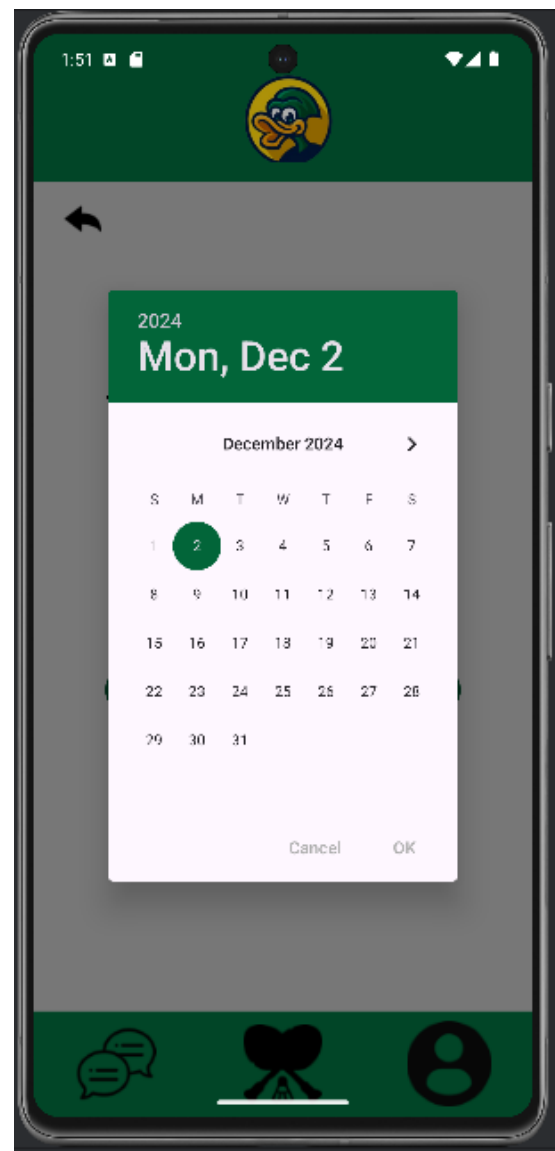 1:51
2024
Mon, Dec 2
December 2024
S M T W T F S
1 2 3 4 5 6 7
8 9 10 11 12 13 14
15 16 17 18 19 20 21
22 23 24 25 26 27 28
29 30 31
Cancel OK